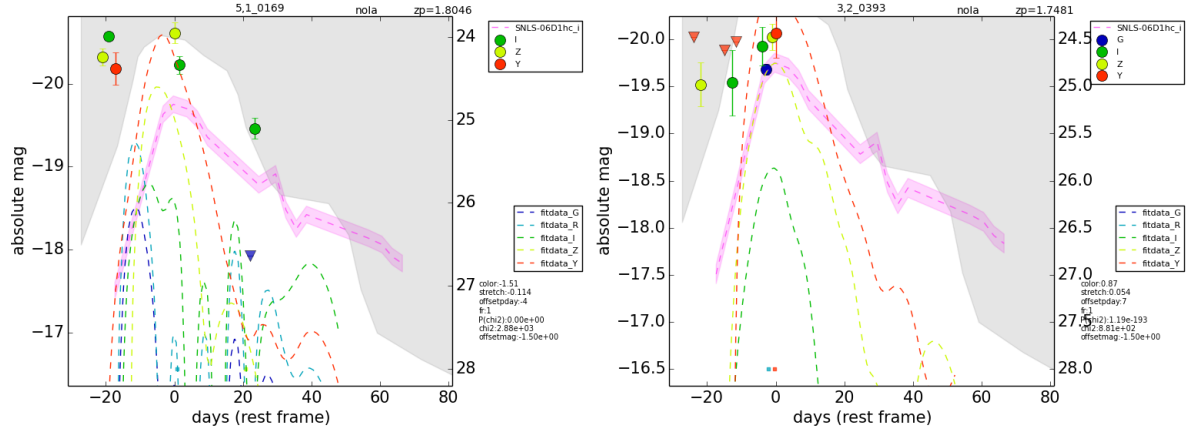 5,1_0169 nola zp=1.8046
SNLS-06D1hc_i
I
Z
Y
−20
−19
−18
−17
24
25
26
27
28
absolute mag
fitdata_G
fitdata_R
fitdata_I
fitdata_Z
fitdata_Y
color:-1.51
stretch:-0.114
offsetpday:-4
fr:1
P(chi2):0.00e+00
chi2:2.88e+03
offsetmag:-1.50e+00
−20 0 20 40 60 80
days (rest frame)
3,2_0393 nola zp=1.7481
SNLS-06D1hc_i
G
I
Z
Y
−20.0
−19.5
−19.0
−18.5
−18.0
−17.5
−17.0
−16.5
24.5
25.0
25.5
26.0
26.5
27.0
27.5
28.0
absolute mag
fitdata_G
fitdata_R
fitdata_I
fitdata_Z
fitdata_Y
color:0.87
stretch:0.054
offsetpday:7
fr:1
P(chi2):1.19e-193
chi2:8.81e+02
offsetmag:-1.50e+00
−20 0 20 40 60 80
days (rest frame)